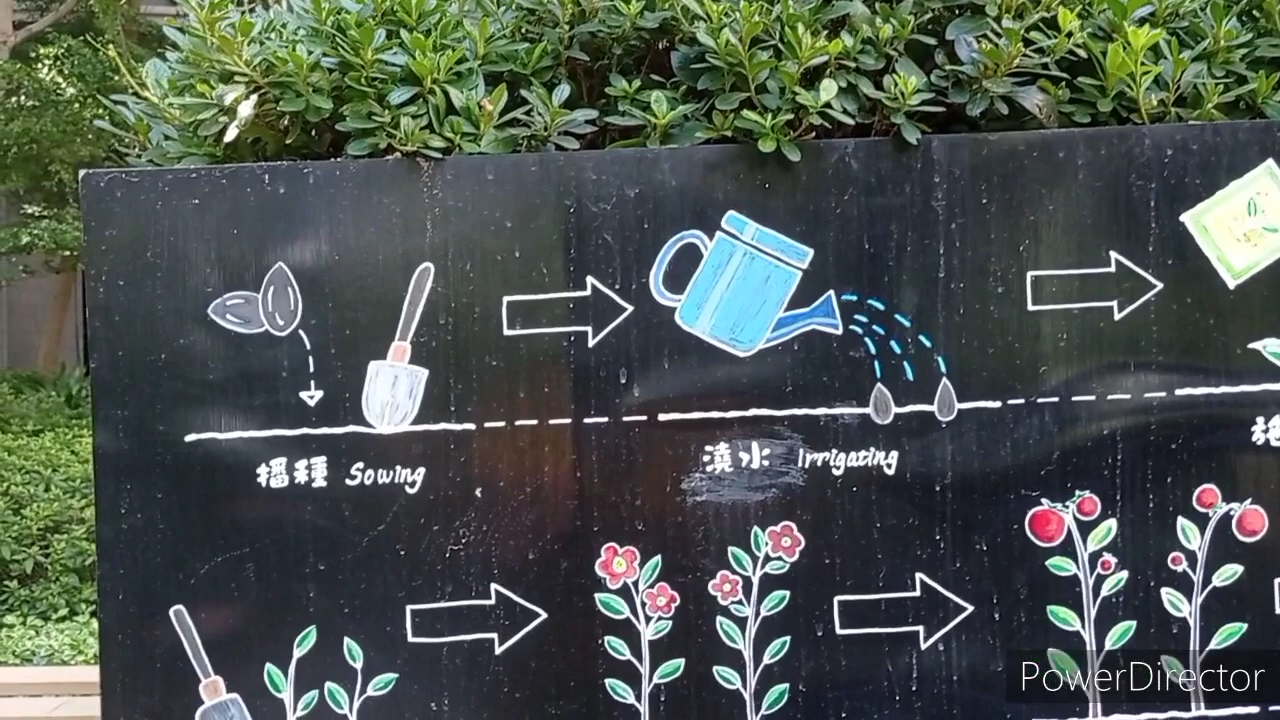 播種 Sowing
澆水 Irrigating
PowerDirector